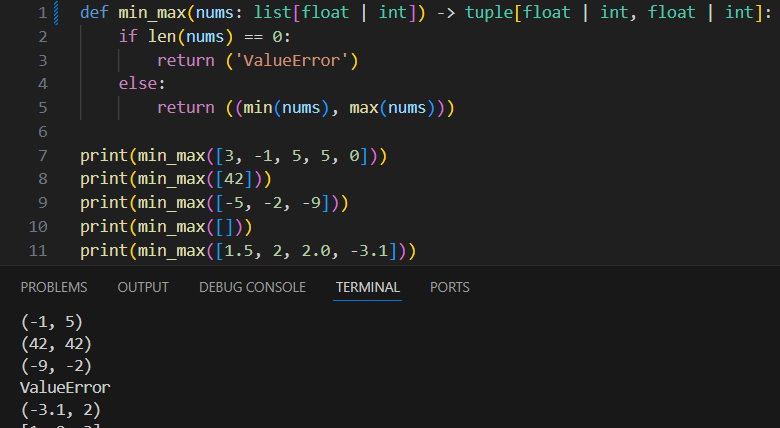 1 def min_max(nums: list[float | int]) -> tuple[float | int, float | int]:
2     if len(nums) == 0:
3         return ('ValueError')
4     else:
5         return ((min(nums), max(nums)))
6
7 print(min_max([3, -1, 5, 5, 0]))
8 print(min_max([42]))
9 print(min_max([-5, -2, -9]))
10 print(min_max([]))
11 print(min_max([1.5, 2, 2.0, -3.1]))
PROBLEMS OUTPUT DEBUG CONSOLE TERMINAL PORTS
(-1, 5)
(42, 42)
(-9, -2)
ValueError
(-3.1, 2)